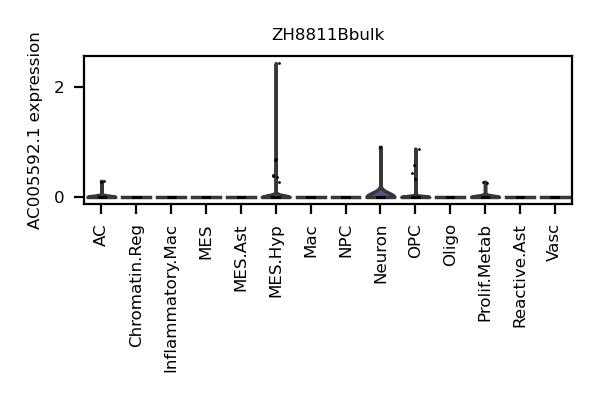 ZH8811Bbulk
AC005592.1 expression
2
0
AC
Chromatin.Reg
Inflammatory.Mac
MES
MES.Ast
MES.Hyp
Mac
NPC
Neuron
OPC
Oligo
Prolif.Metab
Reactive.Ast
Vasc